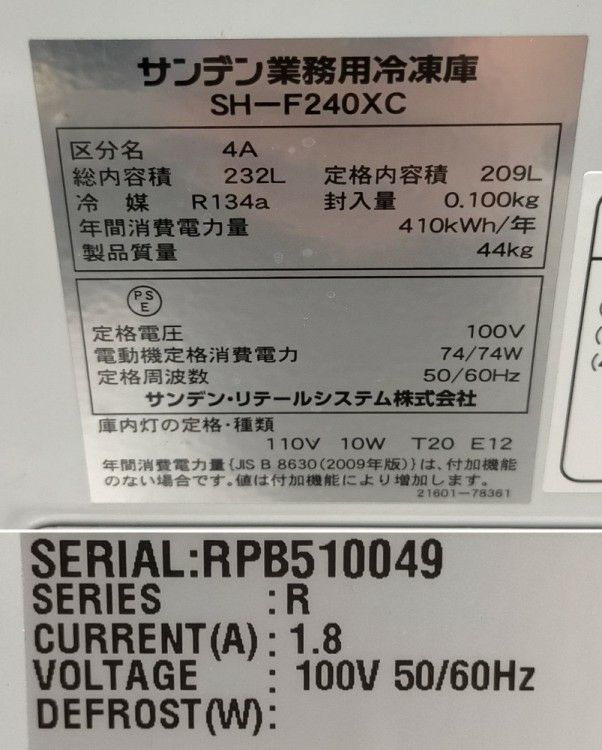 サンデン業務用冷凍庫
SH-F240XC
区分名 4A
総内容積 232L 定格内容積 209L
冷 媒 R134a 封入量 0.100kg
年間消費電力量 410kWh/年
製品質量 44kg
PS
E
定格電圧 100V
電動機定格消費電力 74/74W
定格周波数 50/60Hz
サンデン・リテールシステム株式会社
庫内灯の定格・種類
110V 10W T20 E12
年間消費電力量{JIS B 8630(2009年版)}は、付加機能
のない場合です。値は付加機能により増加します。
21601-78361
SERIAL:RPB510049
SERIES :R
CURRENT(A): 1.8
VOLTAGE : 100V 50/60Hz
DEFROST(W):